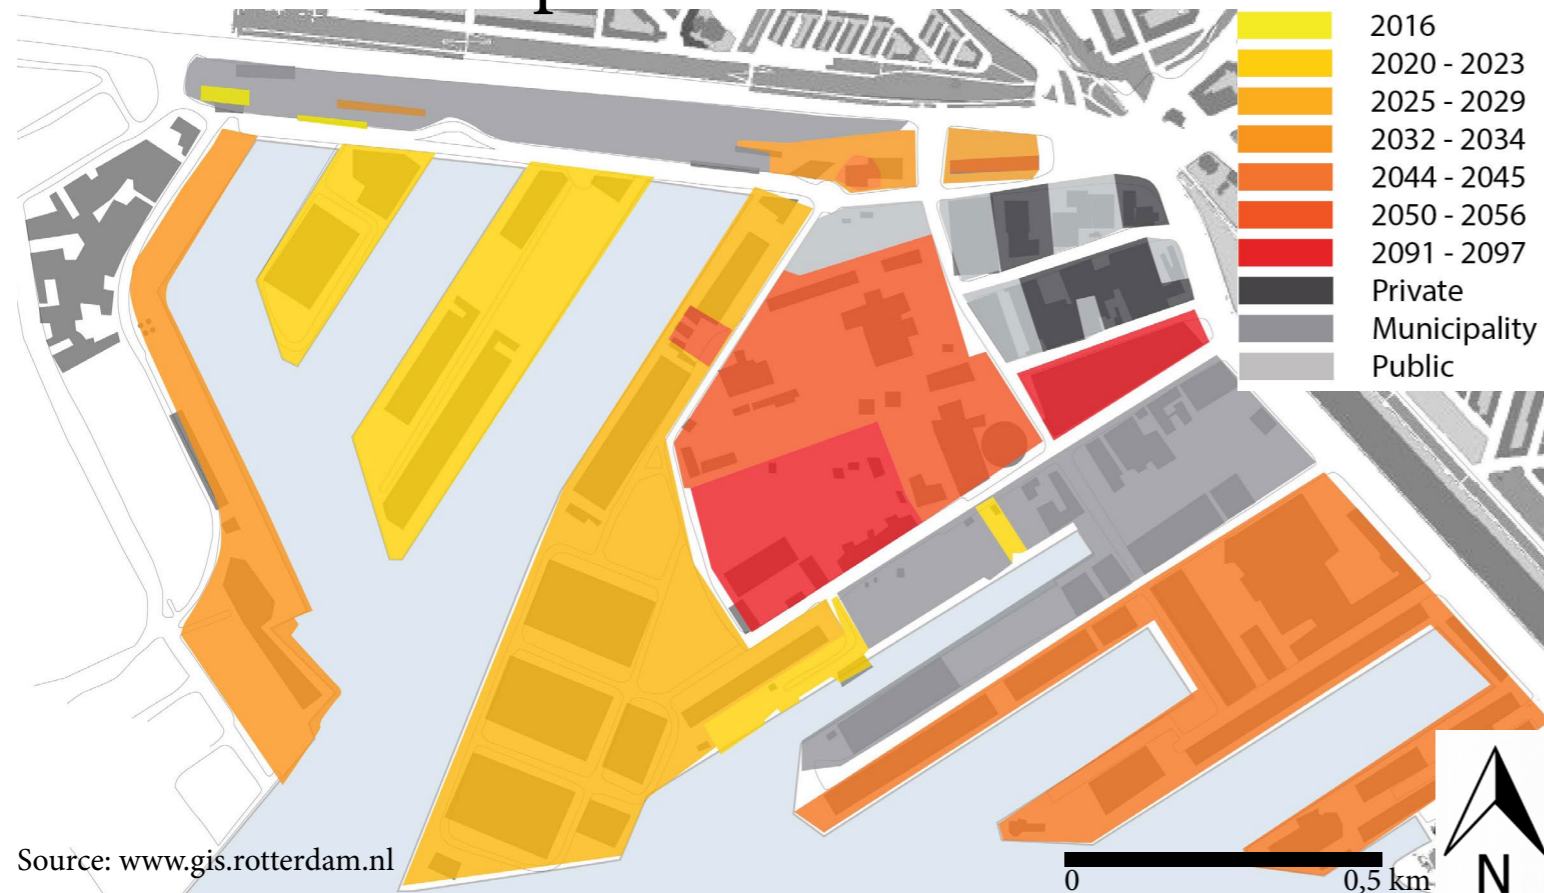 2016
2020 - 2023
2025 - 2029
2032 - 2034
2044 - 2045
2050 - 2056
2091 - 2097
Private
Municipality
Public
Source: www.gis.rotterdam.nl
0 0,5 km
N